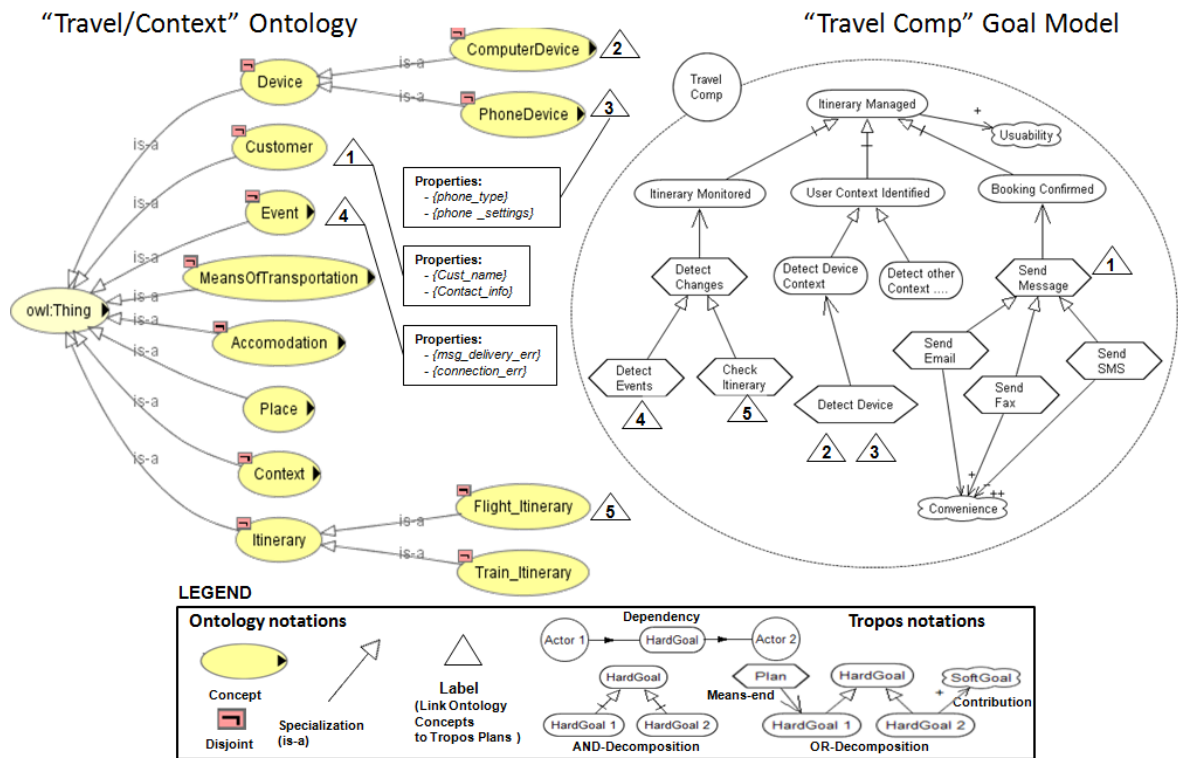 “Travel/Context” Ontology
“Travel Comp” Goal Model
ComputerDevice
2
is-a
Device
is-a
PhoneDevice
3
is-a
Customer
1
is-a
Event
4
is-a
MeansOfTransportation
is-a
owl:Thing
is-a
Accomodation
is-a
Place
is-a
Context
is-a
Itinerary
is-a
Flight_Itinerary
5
is-a
Train_Itinerary
Properties:
- {phone_type}
- {phone _settings}
Properties:
- {Cust_name}
- {Contact_info}
Properties:
- {msg_delivery_err}
- {connection_err}
Travel
Comp
Itinerary Managed
+
Usuability
Itinerary Monitored
User Context Identified
Booking Confirmed
Detect
Changes
Detect Device
Context
Detect other
Context ....
Send
Message
1
Detect
Events
4
Check
Itinerary
5
Detect Device
2
3
Send
Email
Send
Fax
Send
SMS
+
-
++
Convenience
LEGEND
Ontology notations
Concept
Disjoint
Specialization
(is-a)
Label
(Link Ontology
Concepts
to Tropos Plans )
Dependency
Actor 1
HardGoal
Actor 2
Tropos notations
HardGoal
HardGoal 1
HardGoal 2
AND-Decomposition
Plan
Means-end
HardGoal
SoftGoal
+
Contribution
HardGoal 1
HardGoal 2
OR-Decomposition